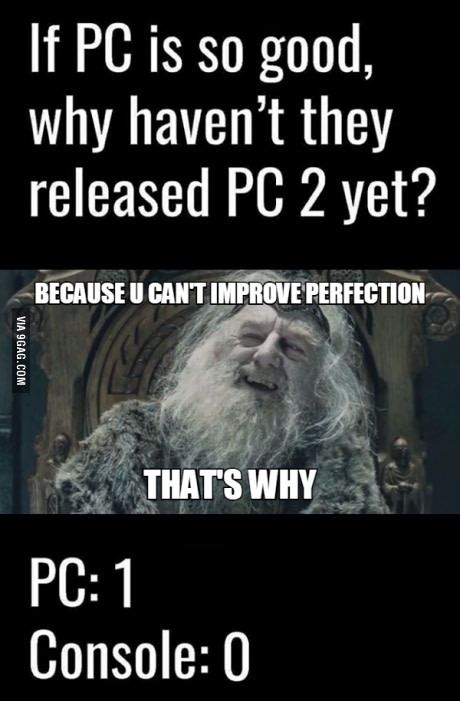 If PC is so good,
why haven't they
released PC 2 yet?
BECAUSE U CAN'T IMPROVE PERFECTION
VIA 9GAG.COM
THAT'S WHY
PC: 1
Console: 0